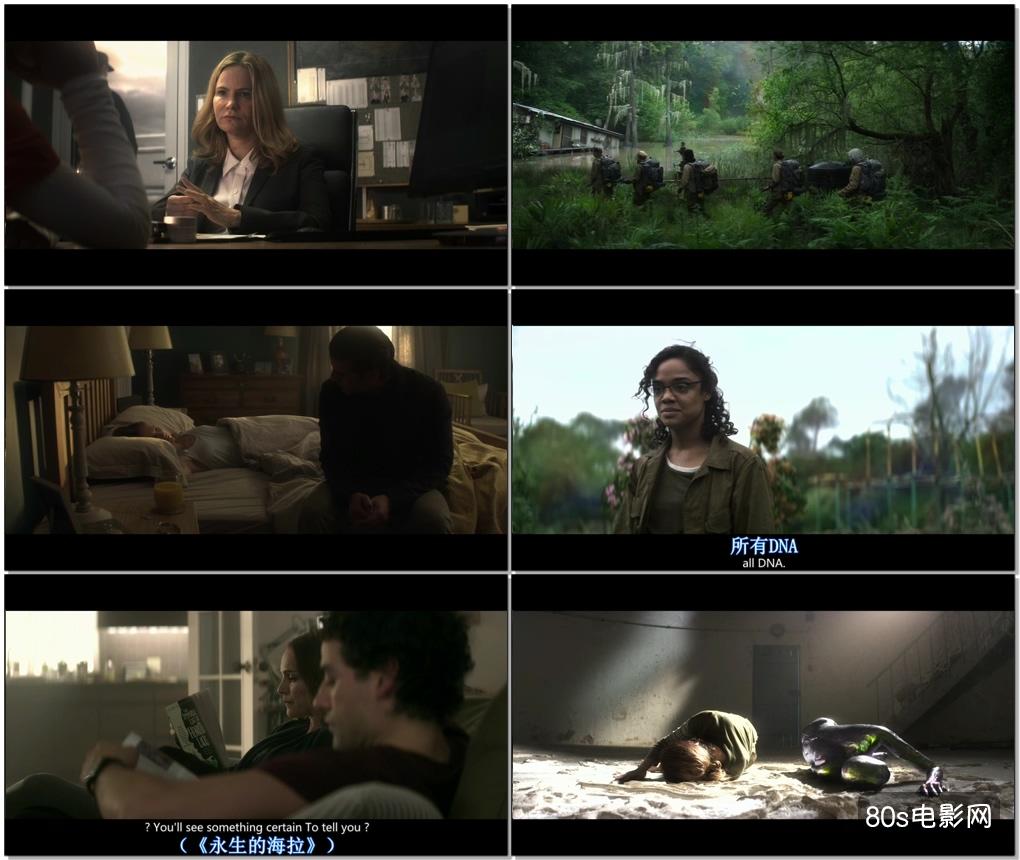 所有DNA
all DNA.
? You'll see something certain To tell you ?
（《永生的海拉》）
80s电影网